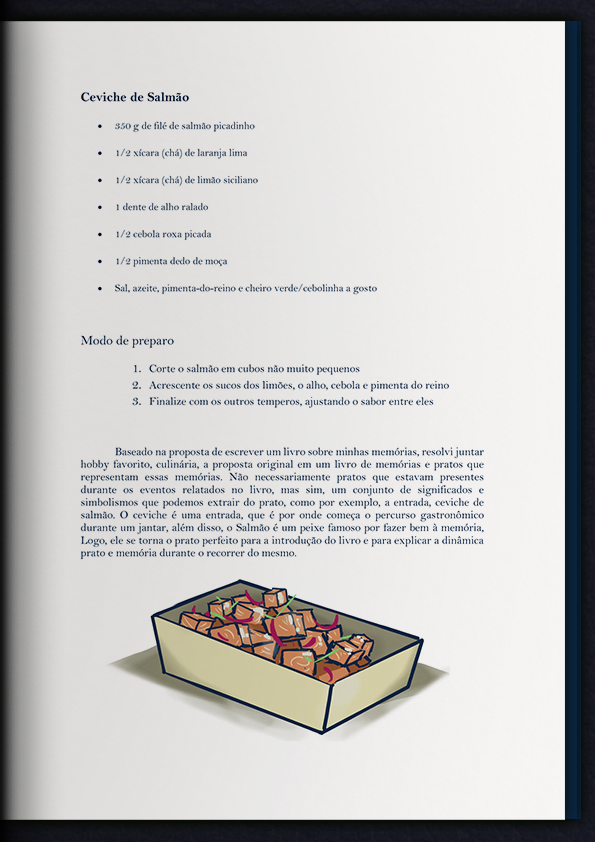 Ceviche de Salmão
• 350 g de filé de salmão picadinho
• 1/2 xícara (chá) de laranja lima
• 1/2 xícara (chá) de limão siciliano
• 1 dente de alho ralado
• 1/2 cebola roxa picada
• 1/2 pimenta dedo de moça
• Sal, azeite, pimenta-do-reino e cheiro verde/cebolinha a gosto
Modo de preparo
1. Corte o salmão em cubos não muito pequenos
2. Acrescente os sucos dos limões, o alho, cebola e pimenta do reino
3. Finalize com os outros temperos, ajustando o sabor entre eles
Baseado na proposta de escrever um livro sobre minhas memórias, resolvi juntar
hobby favorito, culinária, a proposta original em um livro de memórias e pratos que
representam essas memórias. Não necessariamente pratos que estavam presentes
durante os eventos relatados no livro, mas sim, um conjunto de significados e
simbolismos que podemos extrair do prato, como por exemplo, a entrada, ceviche de
salmão. O ceviche é uma entrada, que é por onde começa o percurso gastronômico
durante um jantar, além disso, o Salmão é um peixe famoso por fazer bem à memória,
Logo, ele se torna o prato perfeito para a introdução do livro e para explicar a dinâmica
prato e memória durante o recorrer do mesmo.